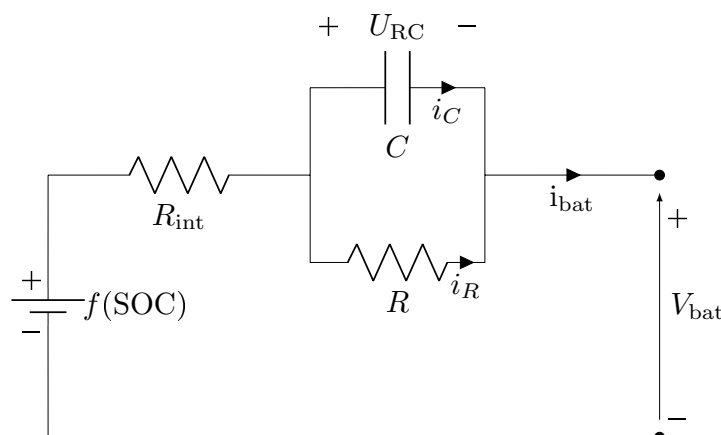 + U_RC −
i_C
C
R_int
i_bat
+
+
i_R
f(SOC)
R
V_bat
−
−